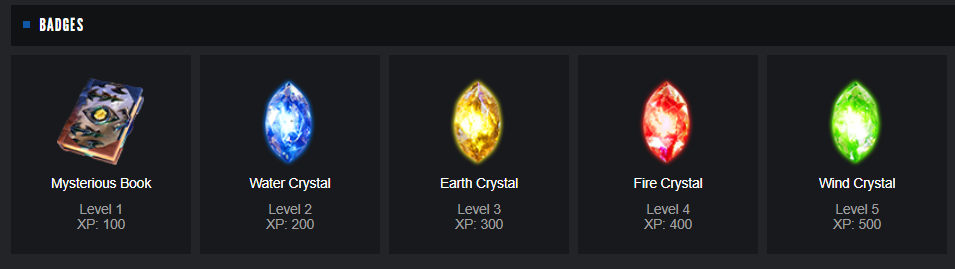 BADGES
Mysterious Book
Level 1
XP: 100
Water Crystal
Level 2
XP: 200
Earth Crystal
Level 3
XP: 300
Fire Crystal
Level 4
XP: 400
Wind Crystal
Level 5
XP: 500